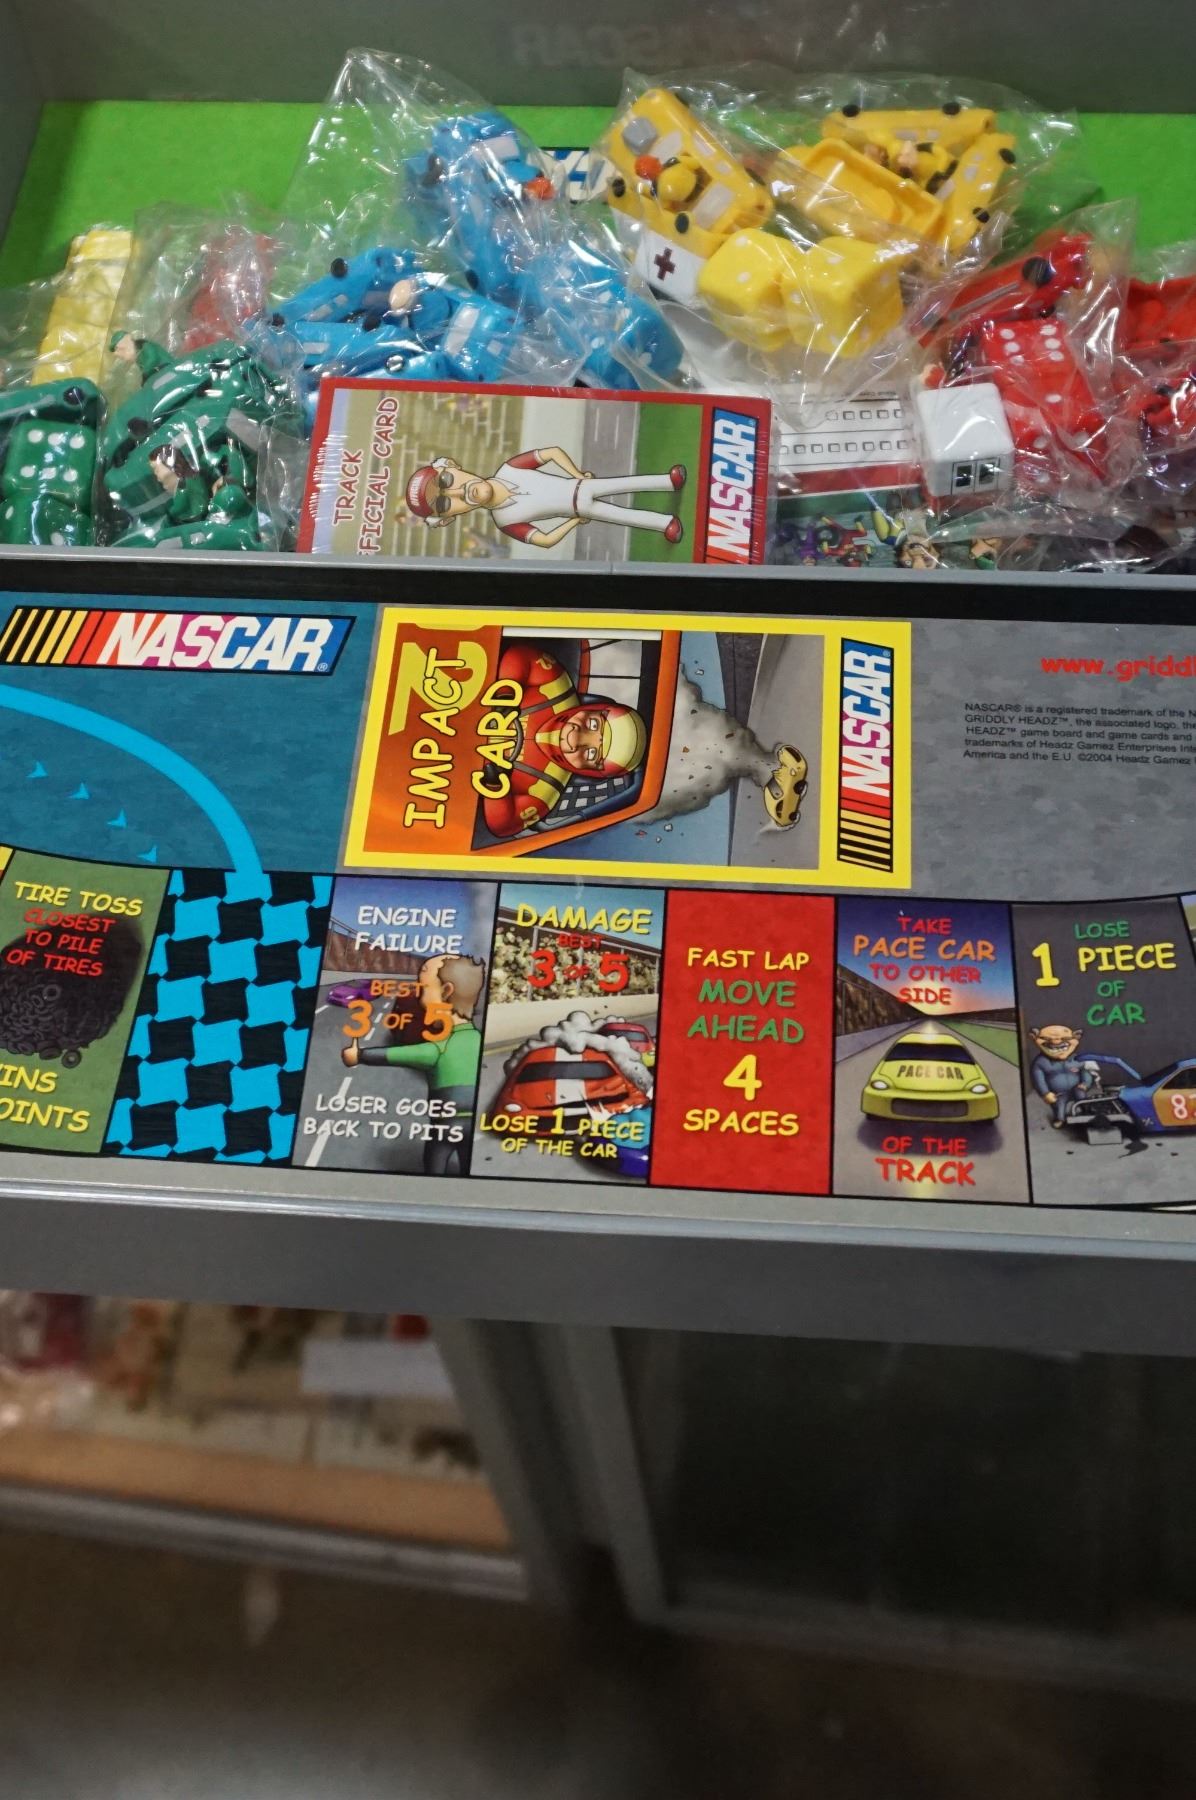 TRACK
FFICIAL CARD
NASCAR
NASCAR®
IMPACT
CARD
NASCAR
www.griddl
NASCAR® is a registered trademark of the N
GRIDDLY HEADZ™, the associated logo, the
HEADZ™ game board and game cards and
trademarks of Headz Gamez Enterprises Inte
America and the E.U. ©2004 Headz Gamez
TIRE TOSS
CLOSEST
TO PILE
OF TIRES
INS
OINTS
ENGINE
FAILURE
BEST
3 OF 5
LOSER GOES
BACK TO PITS
DAMAGE
BEST
3 OF 5
LOSE 1 PIECE
OF THE CAR
FAST LAP
MOVE
AHEAD
4
SPACES
TAKE
PACE CAR
TO OTHER
SIDE
PACE CAR
OF THE
TRACK
LOSE
1 PIECE
OF
CAR
8